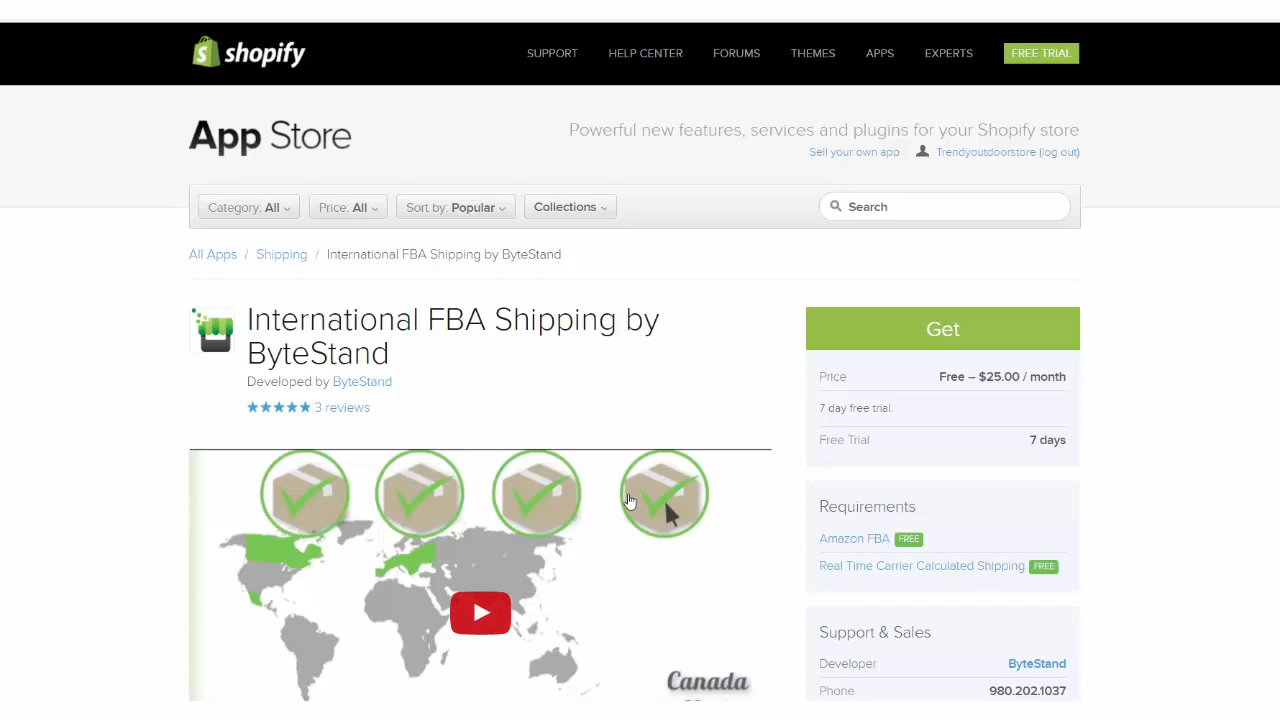 shopify
SUPPORT HELP CENTER FORUMS THEMES APPS EXPERTS FREE TRIAL
App Store
Powerful new features, services and plugins for your Shopify store
Sell your own app Trendyoutdoorstore (log out)
Category: All Price: All Sort by: Popular Collections Search
All Apps / Shipping / International FBA Shipping by ByteStand
International FBA Shipping by
ByteStand
Developed by ByteStand
3 reviews
Get
Price Free – $25.00 / month
7 day free trial.
Free Trial 7 days
Requirements
Amazon FBA FREE
Real Time Carrier Calculated Shipping FREE
Support & Sales
Developer ByteStand
Phone 980.202.1037
Canada